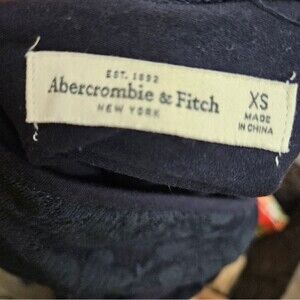 EST. 1892
Abercrombie & Fitch
NEW YORK
XS
MADE
IN CHINA